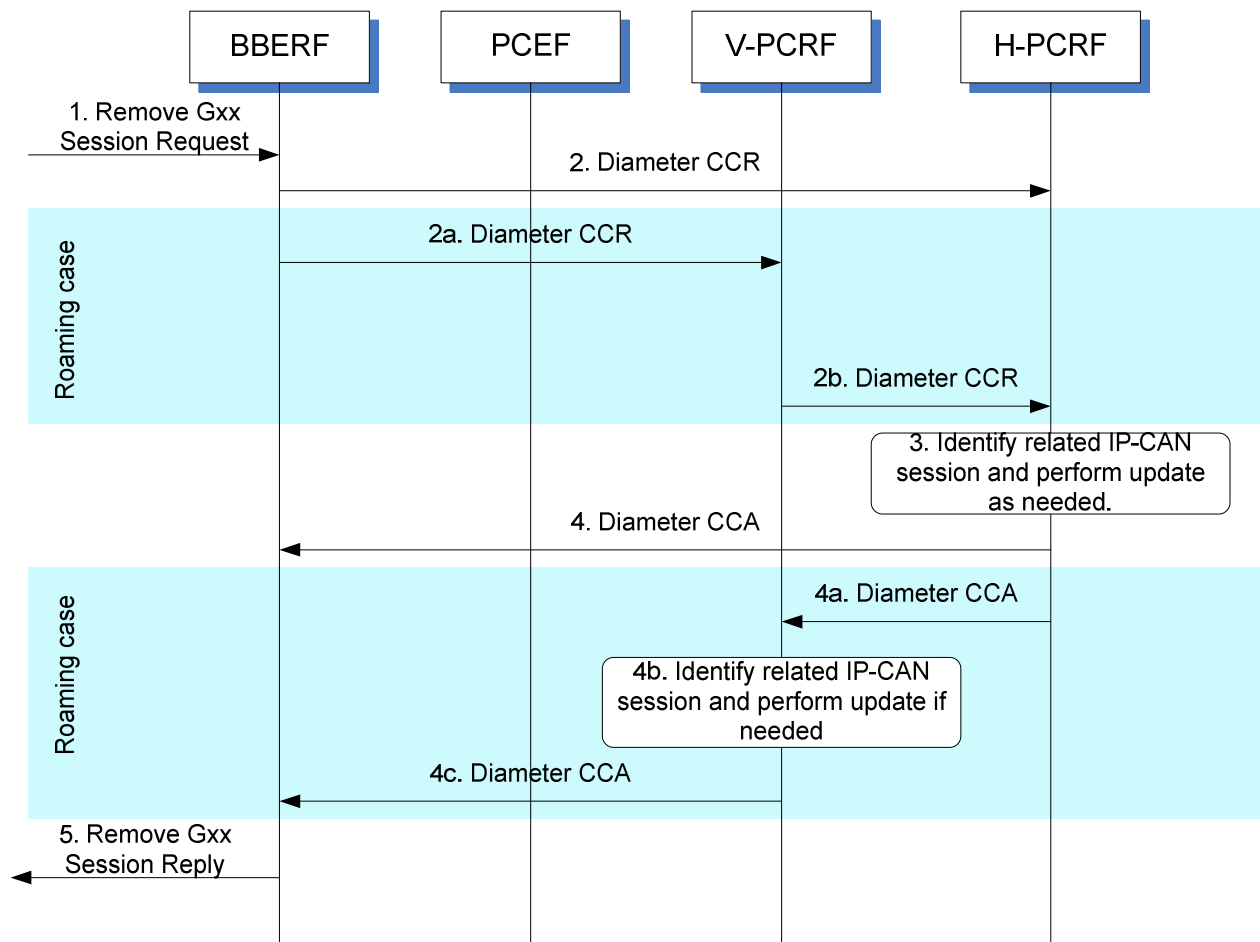 BBERF
PCEF
V-PCRF
H-PCRF
1. Remove Gxx
Session Request
2. Diameter CCR
2a. Diameter CCR
Roaming case
2b. Diameter CCR
3. Identify related IP-CAN
session and perform update
as needed.
4. Diameter CCA
4a. Diameter CCA
Roaming case
4b. Identify related IP-CAN
session and perform update if
needed
4c. Diameter CCA
5. Remove Gxx
Session Reply